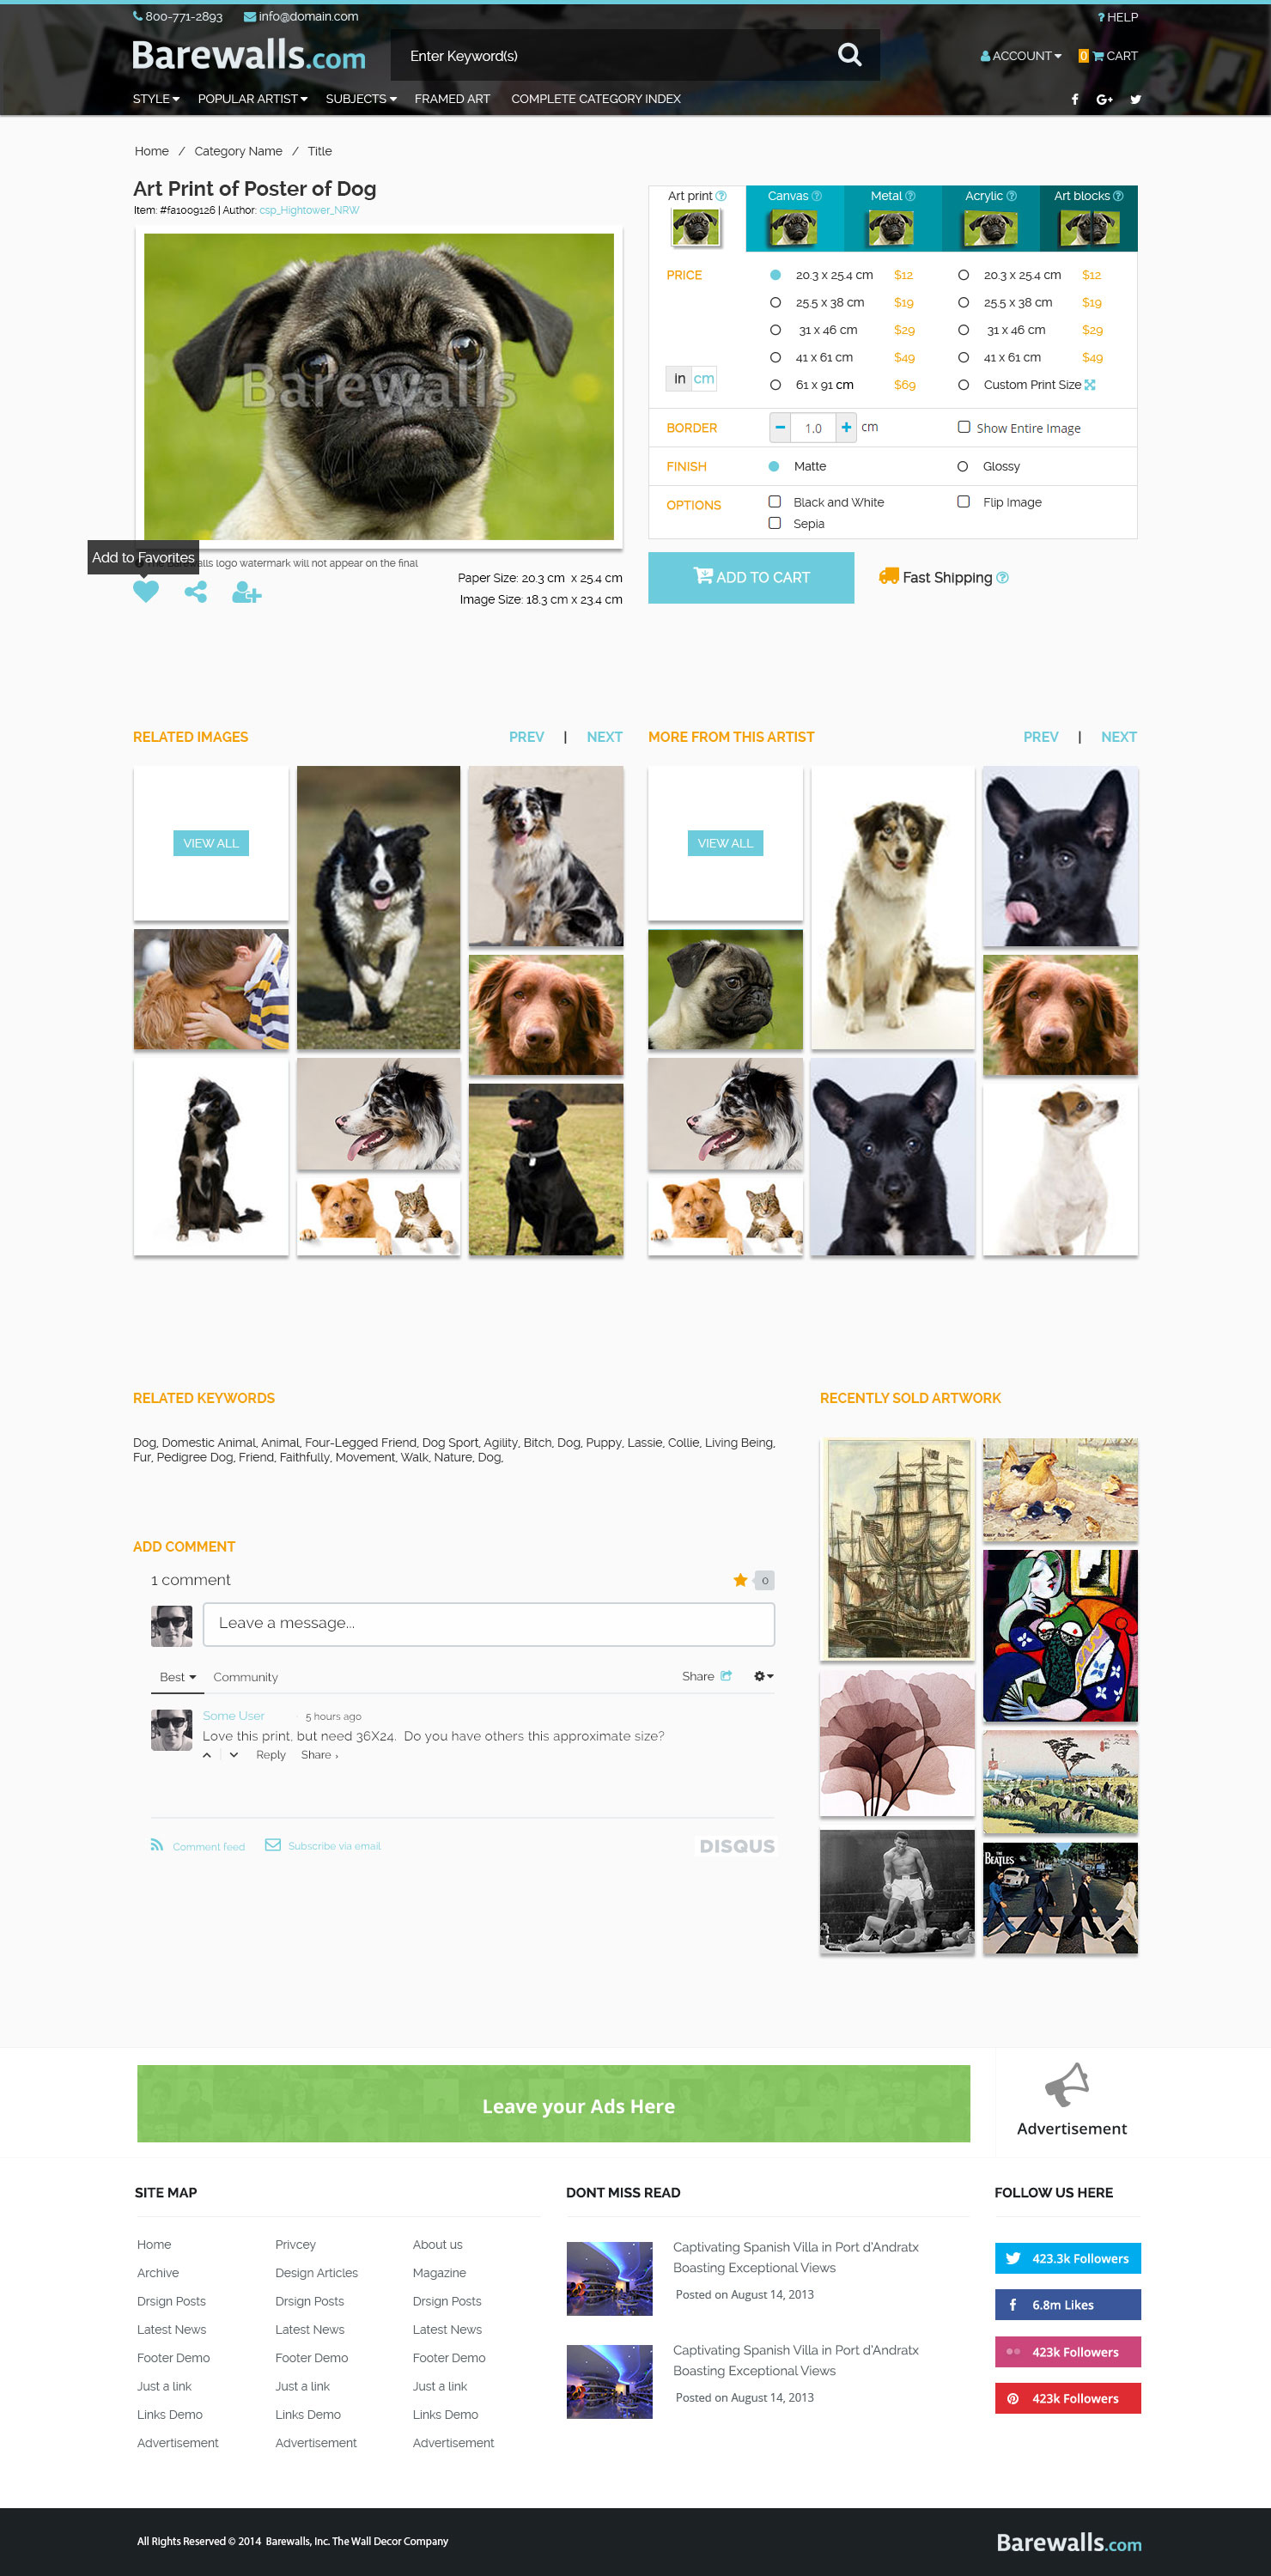 800-771-2893 info@domain.com ? HELP
Barewalls.com
Enter Keyword(s)
ACCOUNT 0 CART
STYLE POPULAR ARTIST SUBJECTS FRAMED ART COMPLETE CATEGORY INDEX
Home / Category Name / Title
Art Print of Poster of Dog
Item: #fa1009126 | Author: csp_Hightower_NRW
Barewalls
Add to Favorites
alls logo watermark will not appear on the final
Paper Size: 20.3 cm x 25.4 cm
Image Size: 18.3 cm x 23.4 cm
Art print ? Canvas ? Metal ? Acrylic ? Art blocks ?
PRICE
20.3 x 25.4 cm $12 20.3 x 25.4 cm $12
25.5 x 38 cm $19 25.5 x 38 cm $19
31 x 46 cm $29 31 x 46 cm $29
41 x 61 cm $49 41 x 61 cm $49
in cm
61 x 91 cm $69 Custom Print Size
BORDER - 1.0 + cm Show Entire Image
FINISH Matte Glossy
OPTIONS Black and White Flip Image
Sepia
ADD TO CART Fast Shipping ?
RELATED IMAGES PREV | NEXT
VIEW ALL
MORE FROM THIS ARTIST PREV | NEXT
VIEW ALL
RELATED KEYWORDS
Dog, Domestic Animal, Animal, Four-Legged Friend, Dog Sport, Agility, Bitch, Dog, Puppy, Lassie, Collie, Living Being,
Fur, Pedigree Dog, Friend, Faithfully, Movement, Walk, Nature, Dog,
RECENTLY SOLD ARTWORK
THE
BEATLES
ADD COMMENT
1 comment 0
Leave a message...
Best Community Share
Some User 5 hours ago
Love this print, but need 36X24. Do you have others this approximate size?
Reply Share ›
Comment feed Subscribe via email DISQUS
Leave your Ads Here
Advertisement
SITE MAP
Home Privcey About us
Archive Design Articles Magazine
Drsign Posts Drsign Posts Drsign Posts
Latest News Latest News Latest News
Footer Demo Footer Demo Footer Demo
Just a link Just a link Just a link
Links Demo Links Demo Links Demo
Advertisement Advertisement Advertisement
DONT MISS READ
Captivating Spanish Villa in Port d'Andratx
Boasting Exceptional Views
Posted on August 14, 2013
Captivating Spanish Villa in Port d'Andratx
Boasting Exceptional Views
Posted on August 14, 2013
FOLLOW US HERE
423.3k Followers
6.8m Likes
423k Followers
423k Followers
All Rights Reserved © 2014 Barewalls, Inc. The Wall Decor Company
Barewalls.com